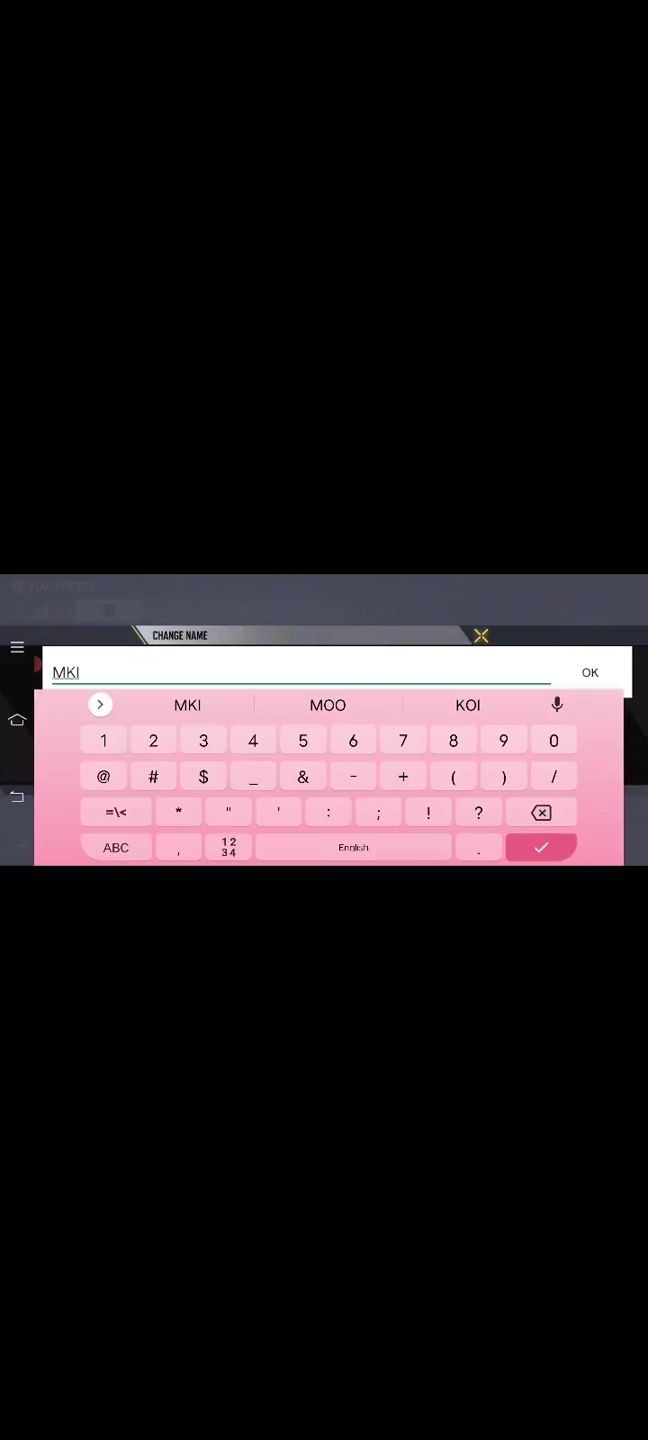 CHANGE NAME
MKI
OK
MKI MOO KOI
1 2 3 4 5 6 7 8 9 0
@ # $ _ & - + ( ) /
=\< * " ' : ; ! ?
ABC , 12 34 English .